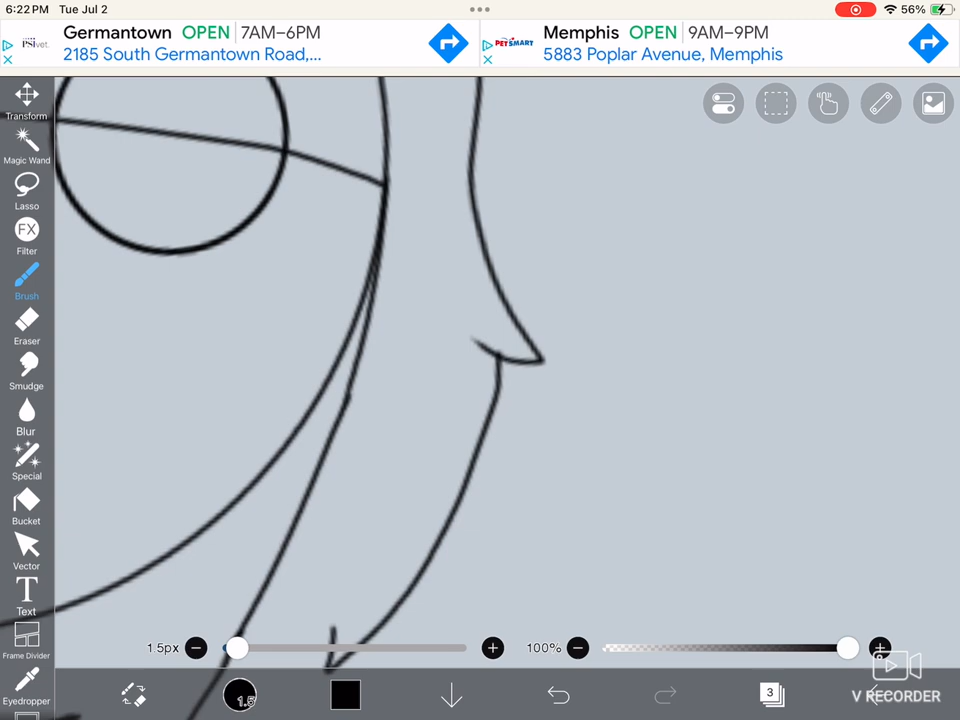 6:22 PM Tue Jul 2
56%
PSIvet.
Germantown OPEN 7AM–6PM
2185 South Germantown Road,...
PETSMART
Memphis OPEN 9AM–9PM
5883 Poplar Avenue, Memphis
Transform
Magic Wand
Lasso
FX
Filter
Brush
Eraser
Smudge
Blur
Special
Bucket
Vector
T
Text
Frame Divider
Eyedropper
1.5px
100%
1.5
3
V RECORDER